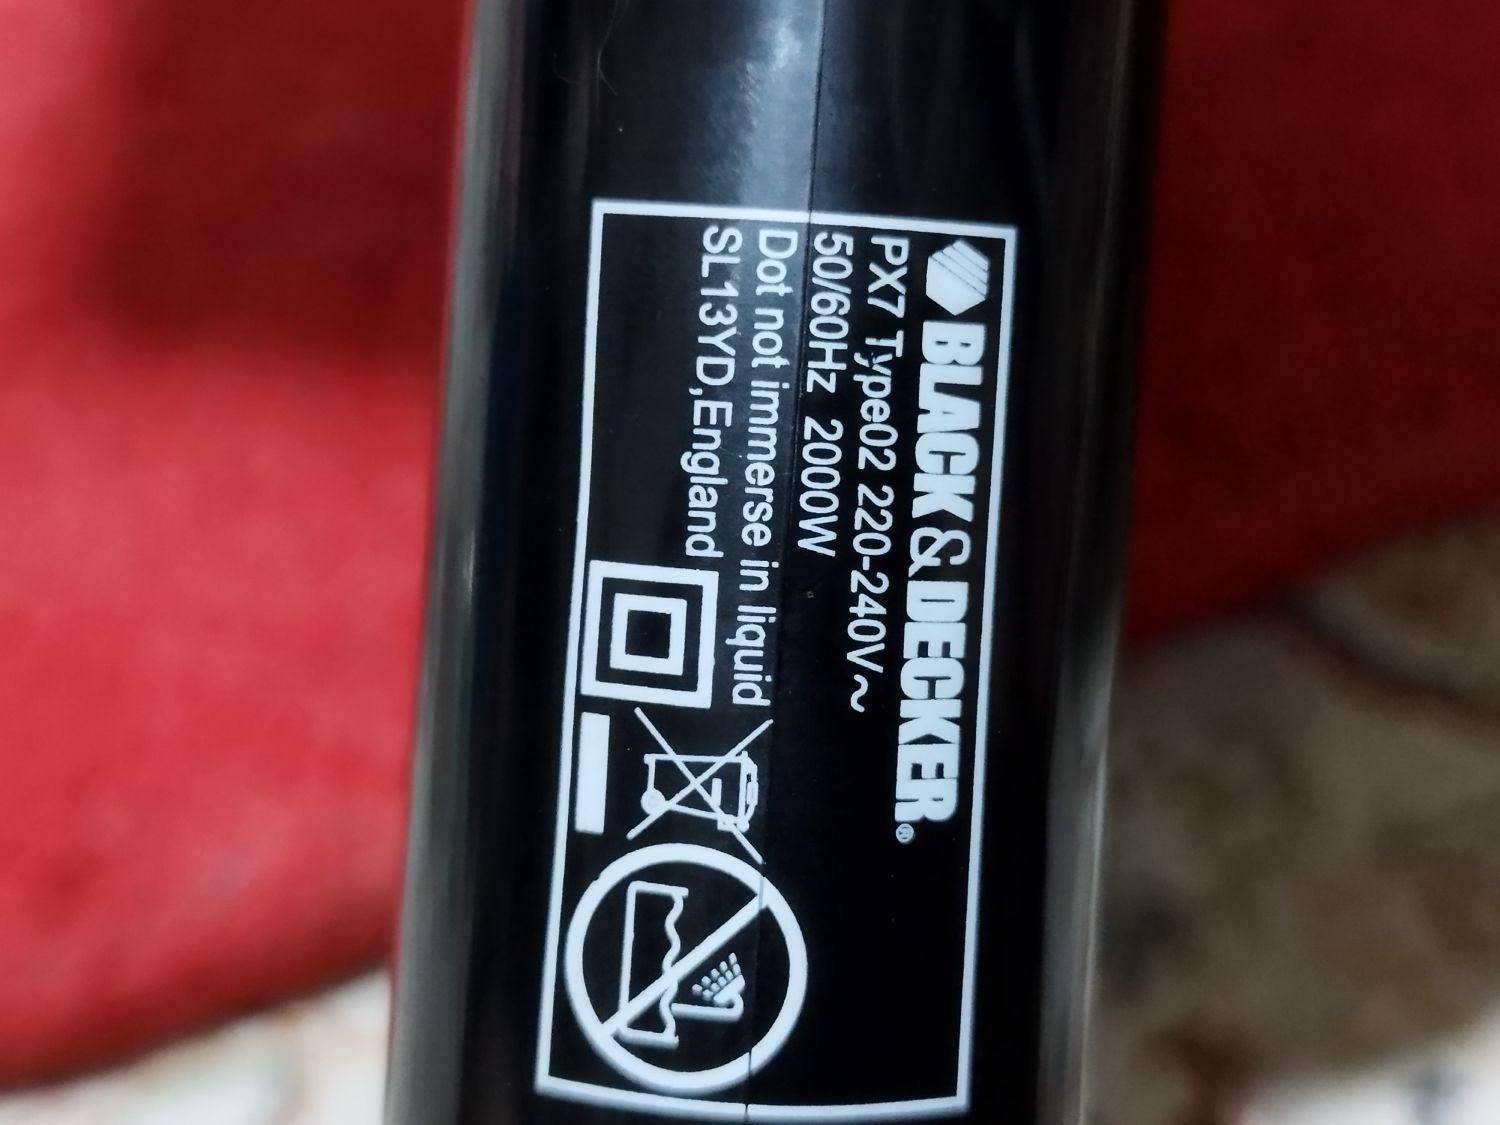 BLACK & DECKER®
PX7 Type02 220-240V~
50/60Hz 2000W
Dot not immerse in liquid
SL13YD,England